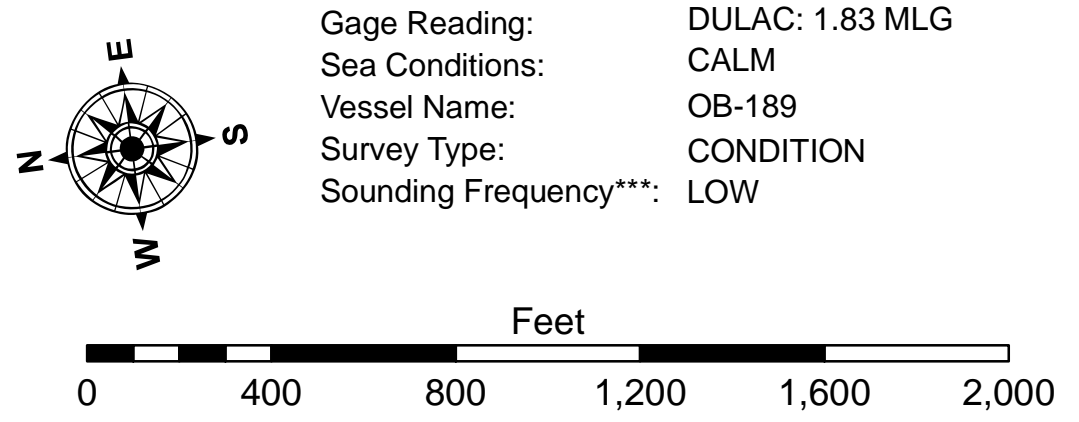 Gage Reading: DULAC: 1.83 MLG
Sea Conditions: CALM
Vessel Name: OB-189
Survey Type: CONDITION
Sounding Frequency***: LOW
E
N S
W
Feet
0 400 800 1,200 1,600 2,000